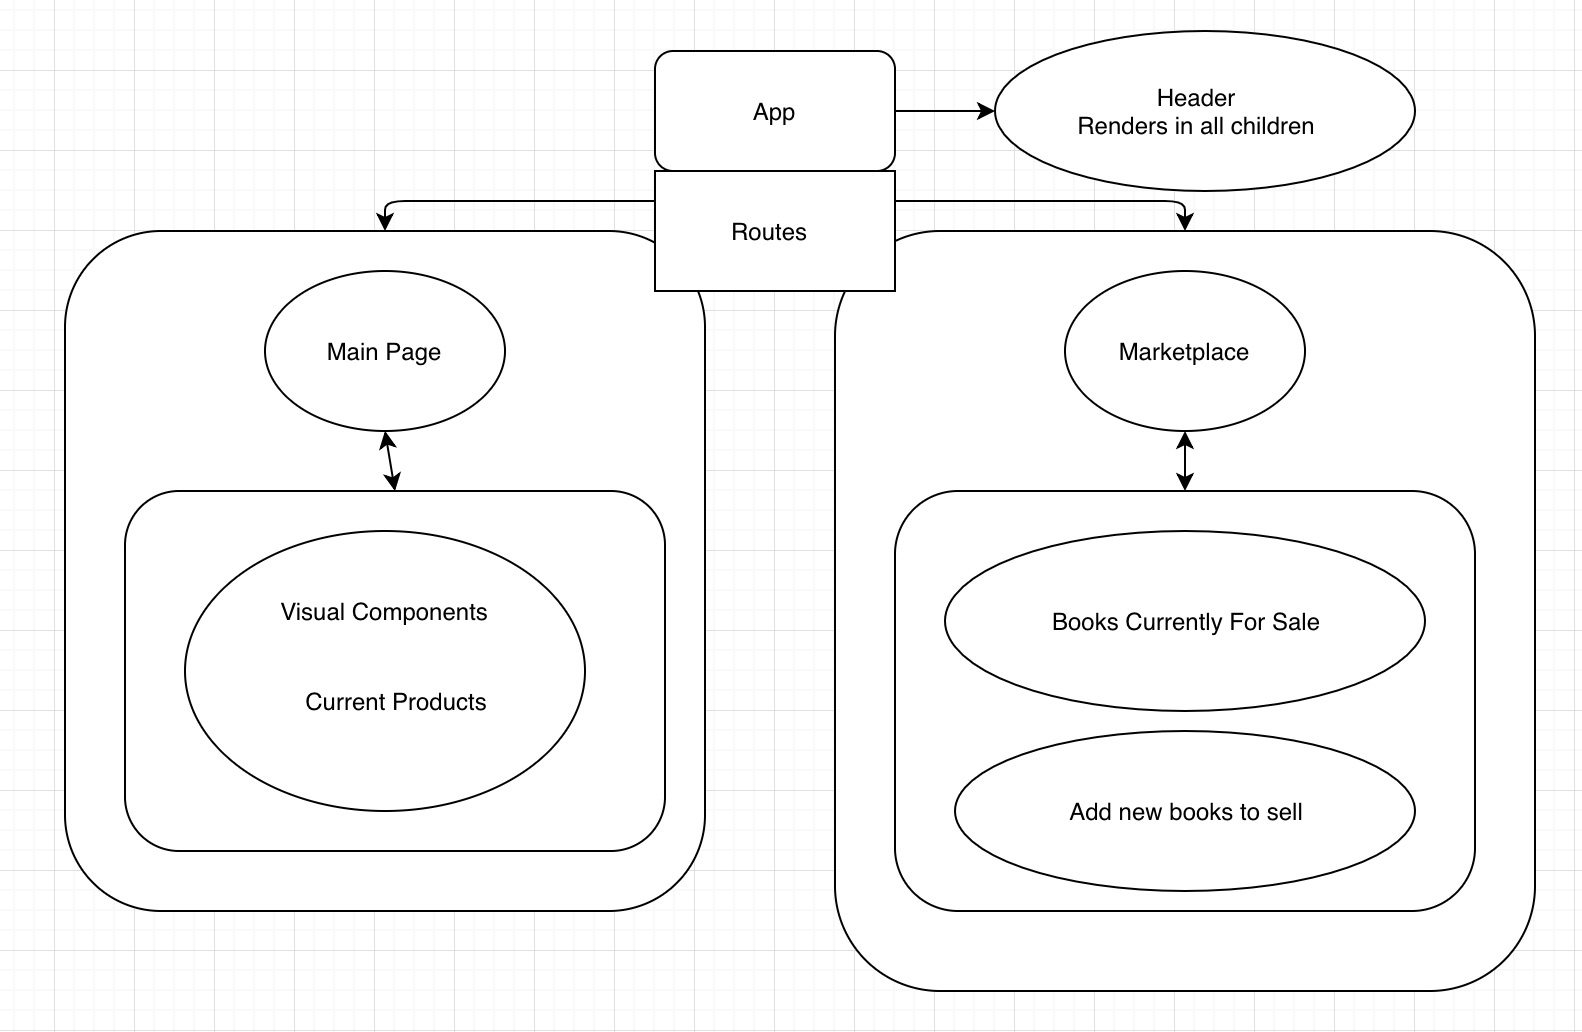 App
Header
Renders in all children
Routes
Main Page
Visual Components
Current Products
Marketplace
Books Currently For Sale
Add new books to sell